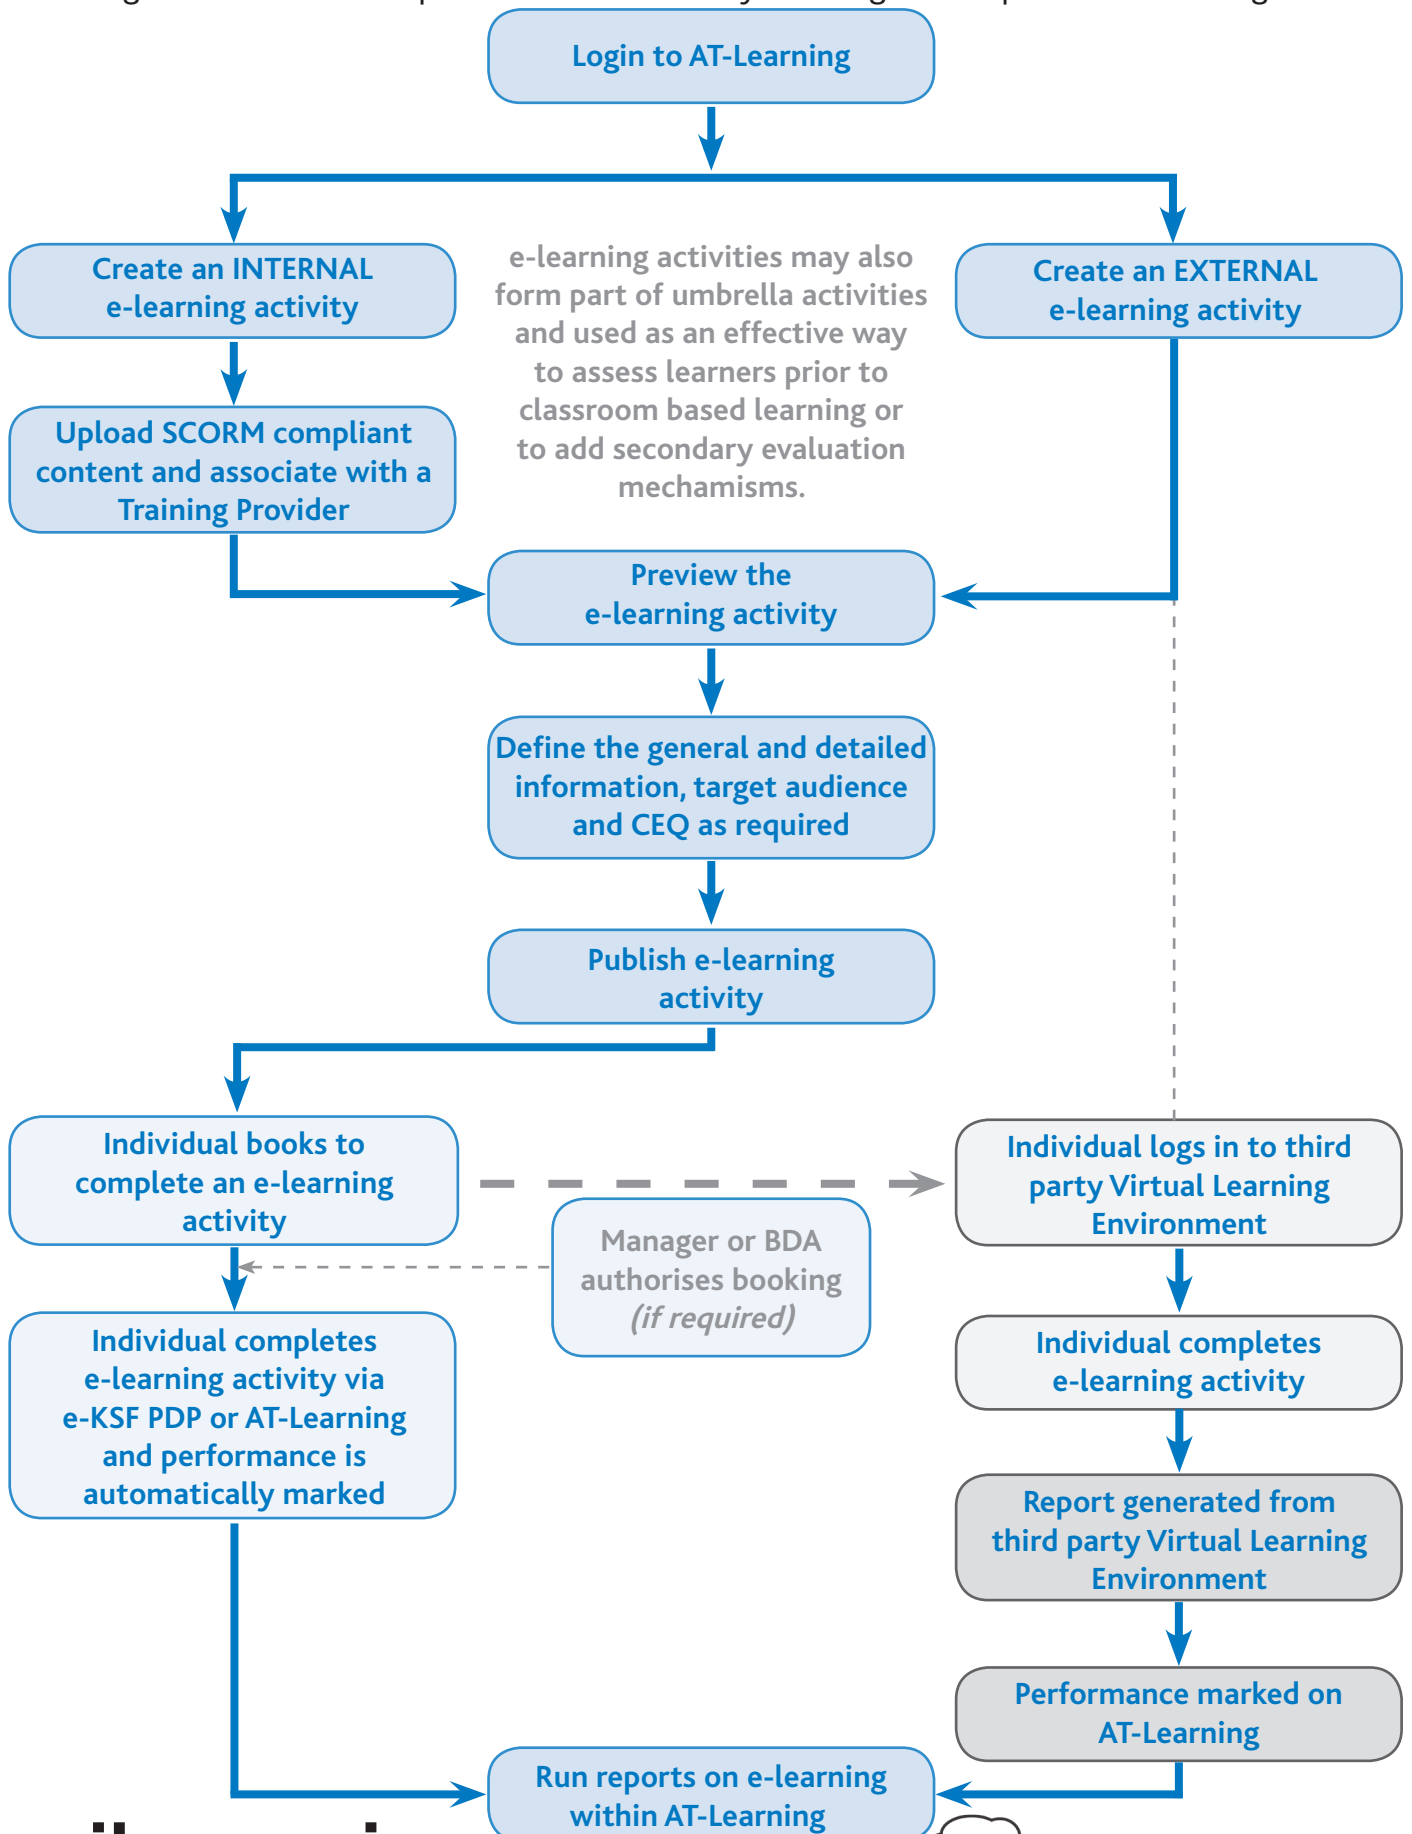 Login to AT-Learning
Create an INTERNAL
e-learning activity
e-learning activities may also
form part of umbrella activities
and used as an effective way
to assess learners prior to
classroom based learning or
to add secondary evaluation
mechamisms.
Create an EXTERNAL
e-learning activity
Upload SCORM compliant
content and associate with a
Training Provider
Preview the
e-learning activity
Define the general and detailed
information, target audience
and CEQ as required
Publish e-learning
activity
Individual books to
complete an e-learning
activity
Manager or BDA
authorises booking
(if required)
Individual logs in to third
party Virtual Learning
Environment
Individual completes
e-learning activity via
e-KSF PDP or AT-Learning
and performance is
automatically marked
Individual completes
e-learning activity
Report generated from
third party Virtual Learning
Environment
Performance marked on
AT-Learning
Run reports on e-learning
within AT-Learning